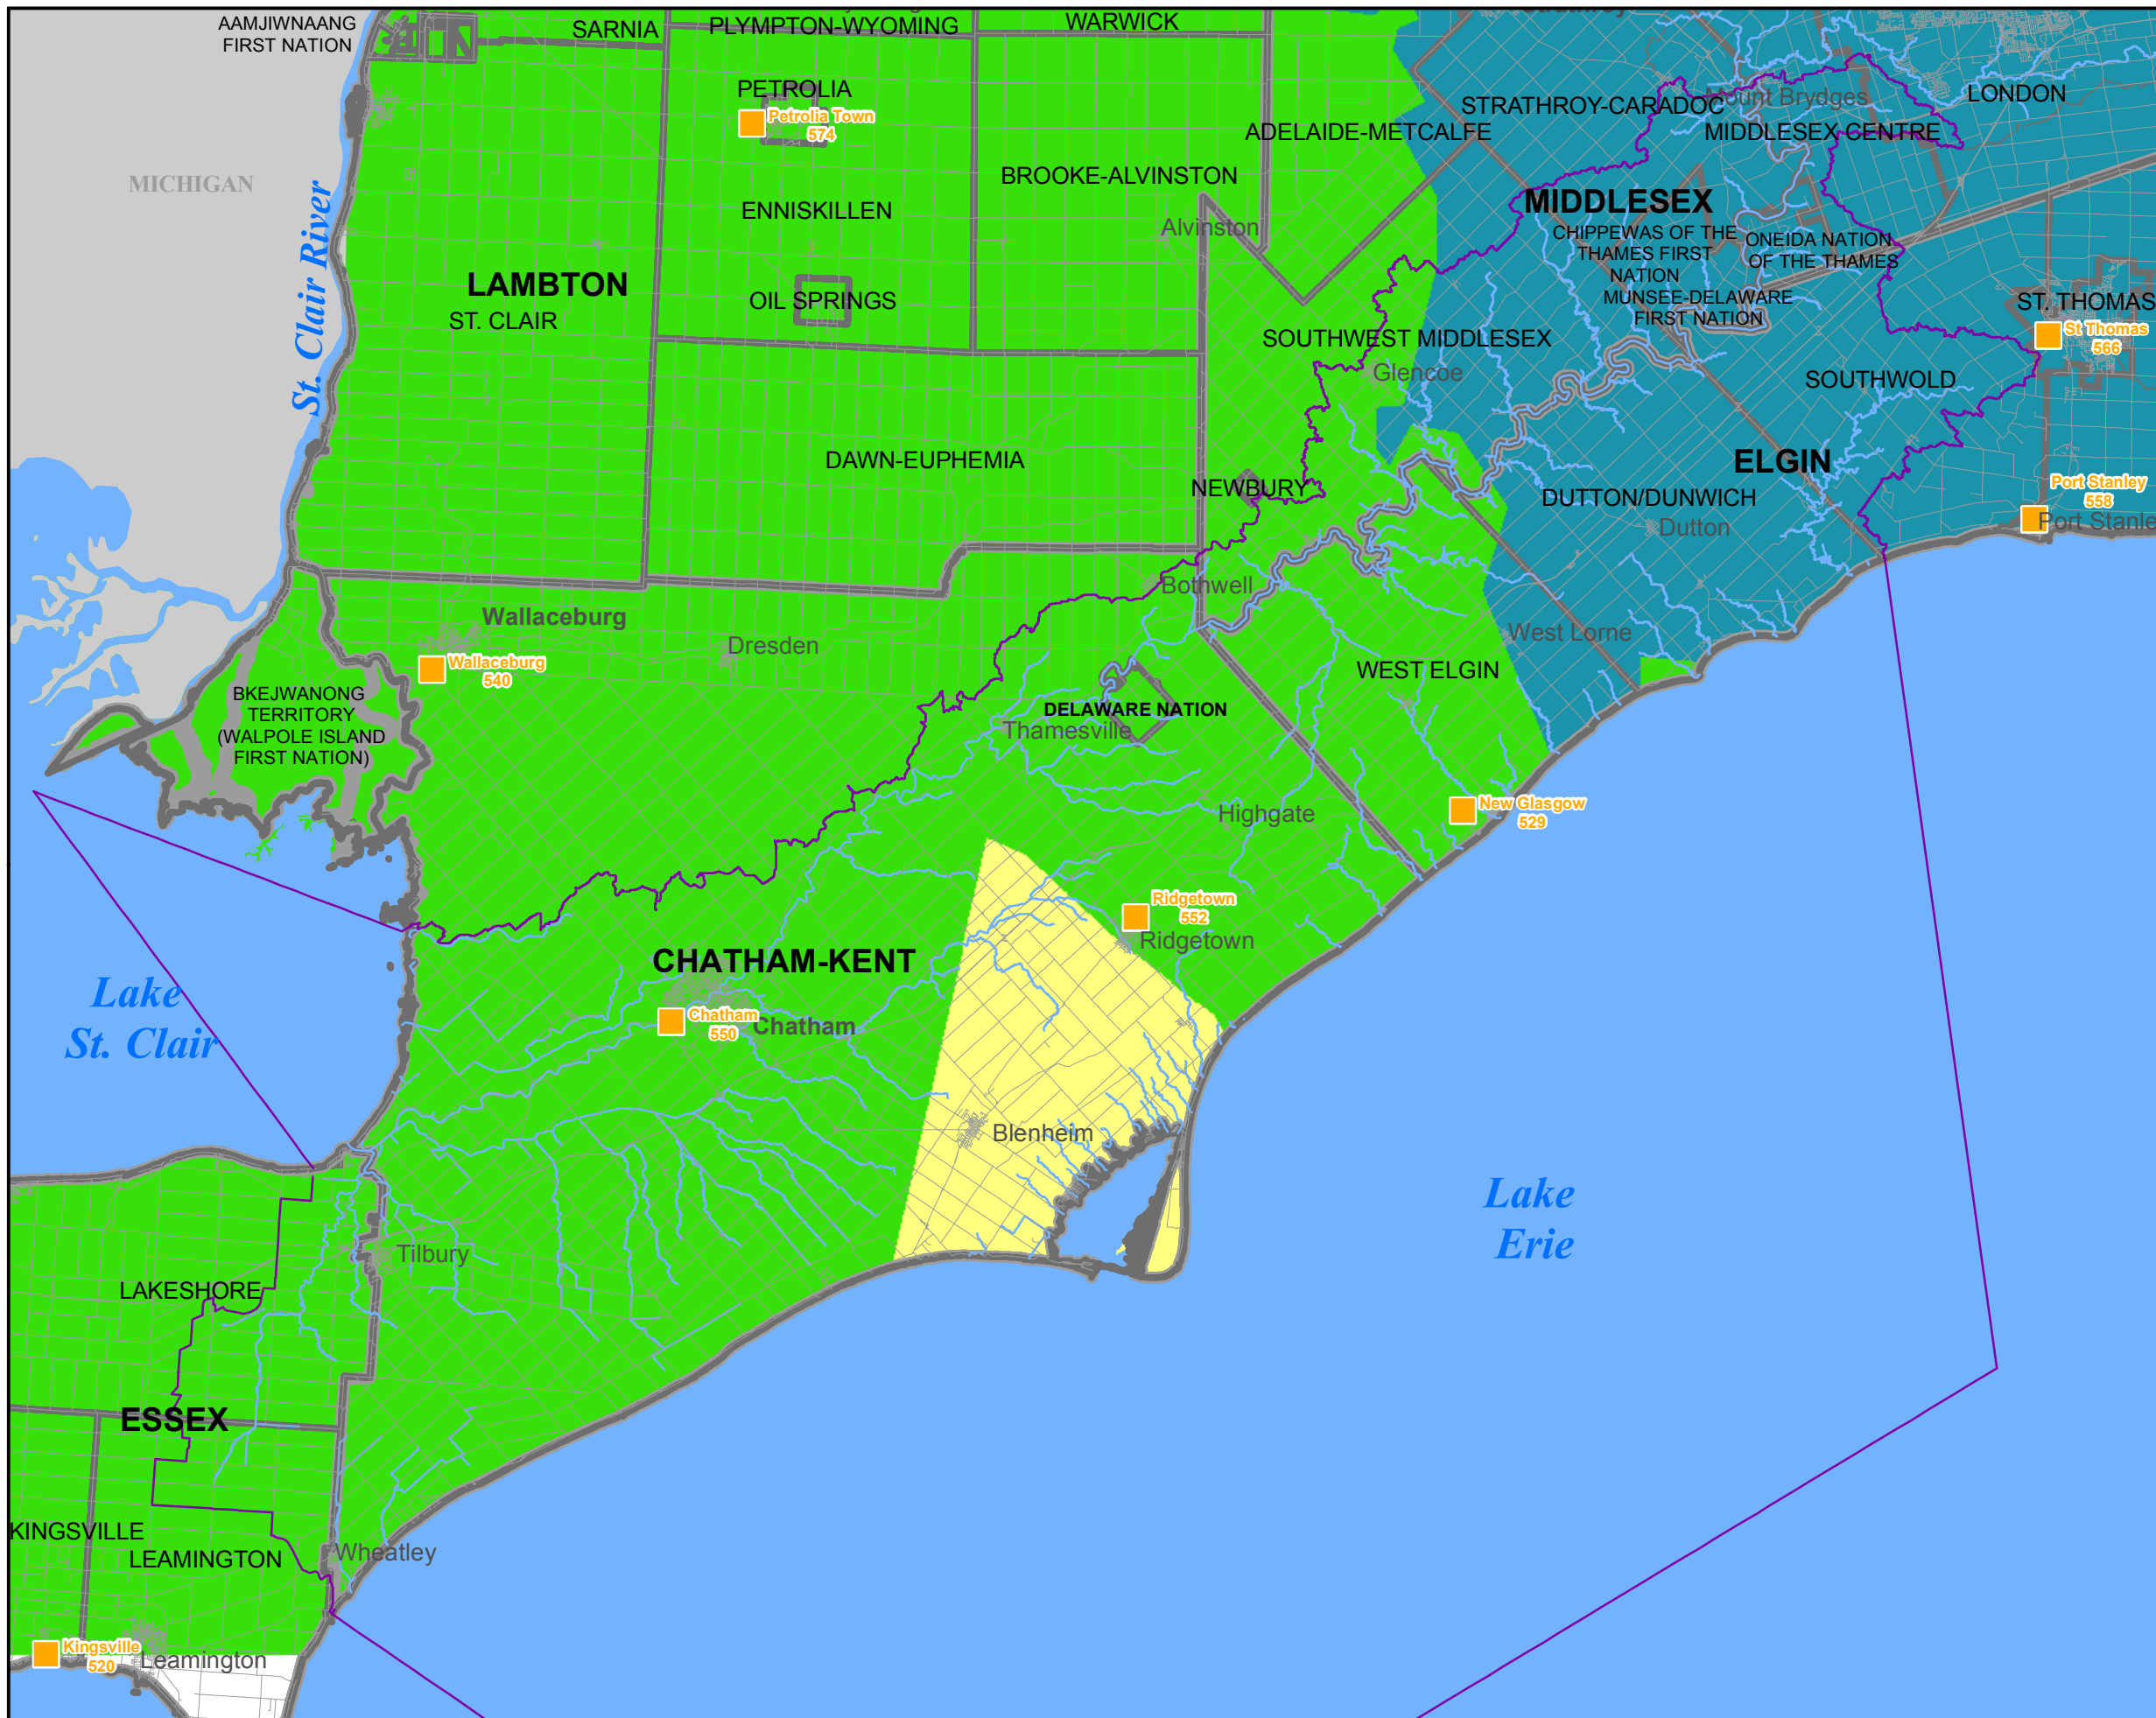 AAMJIWNAANG
FIRST NATION
SARNIA
PLYMPTON-WYOMING
WARWICK
PETROLIA
Petrolia Town
574
STRATHROY-CARADOC
Mount Brydges
LONDON
ADELAIDE-METCALFE
MIDDLESEX CENTRE
MICHIGAN
BROOKE-ALVINSTON
MIDDLESEX
ENNISKILLEN
Alvinston
CHIPPEWAS OF THE
THAMES FIRST
NATION
ONEIDA NATION
OF THE THAMES
St. Clair River
LAMBTON
ST. CLAIR
OIL SPRINGS
MUNSEE-DELAWARE
FIRST NATION
ST. THOMAS
St Thomas
566
SOUTHWEST MIDDLESEX
Glencoe
SOUTHWOLD
DAWN-EUPHEMIA
ELGIN
NEWBURY
DUTTON/DUNWICH
Dutton
Port Stanley
558
Port Stanle
Bothwell
Wallaceburg
Dresden
West Lorne
Wallaceburg
540
WEST ELGIN
BKEJWANONG
TERRITORY
(WALPOLE ISLAND
FIRST NATION)
DELAWARE NATION
Thamesville
Highgate
New Glasgow
529
Ridgetown
552
Ridgetown
CHATHAM-KENT
Lake
St. Clair
Chatham
550
Chatham
Blenheim
Lake
Erie
Tilbury
LAKESHORE
ESSEX
KINGSVILLE
LEAMINGTON
Wheatley
Kingsville
520
Leamington